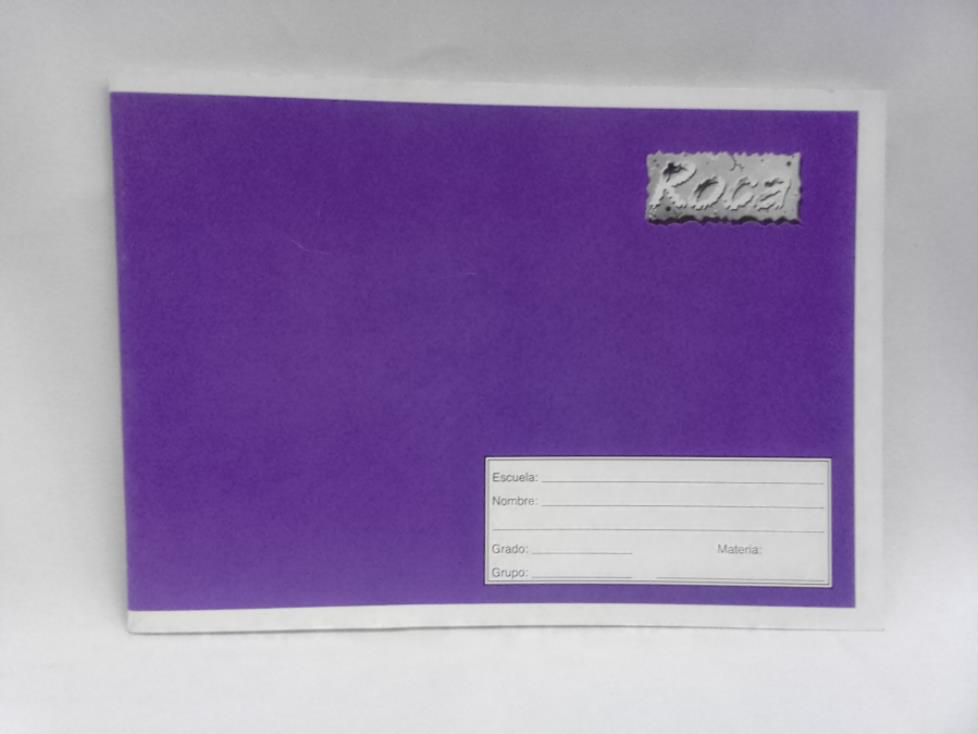 Roca
Escuela:
Nombre:
Grado: Materia:
Grupo: